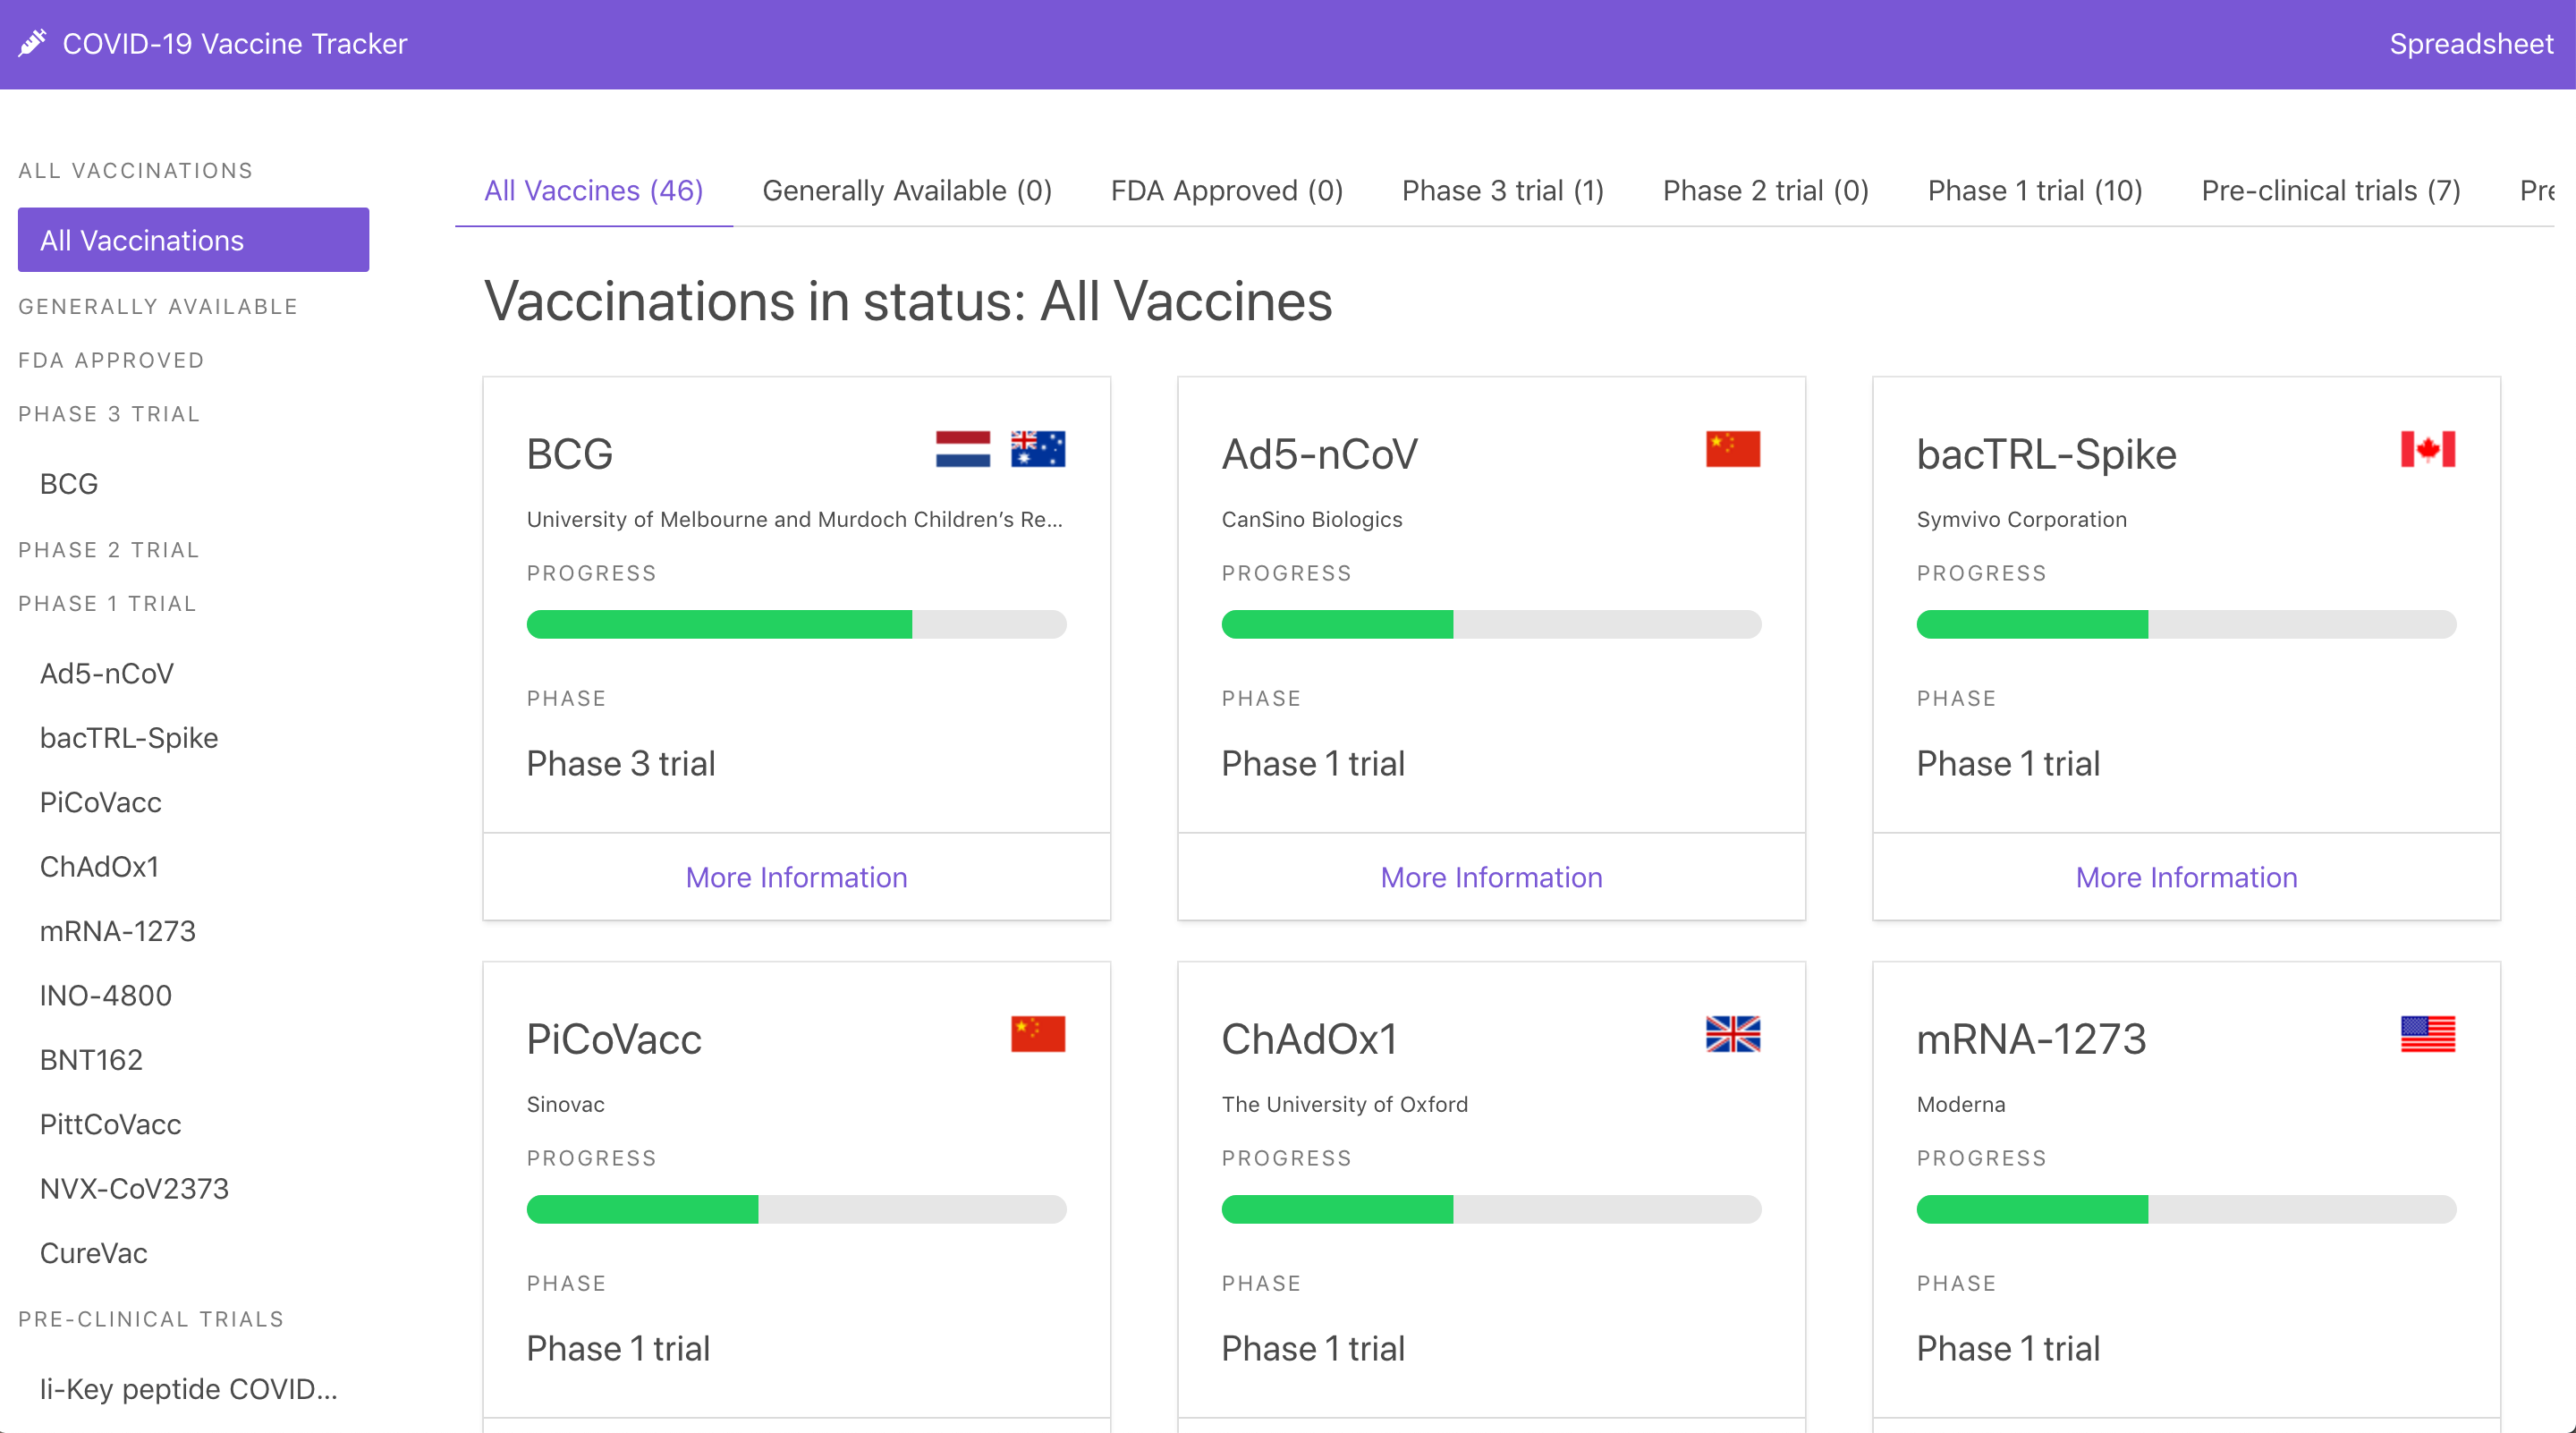 COVID-19 Vaccine Tracker
Spreadsheet
ALL VACCINATIONS
All Vaccinations
GENERALLY AVAILABLE
FDA APPROVED
PHASE 3 TRIAL
BCG
PHASE 2 TRIAL
PHASE 1 TRIAL
Ad5-nCoV
bacTRL-Spike
PiCoVacc
ChAdOx1
mRNA-1273
INO-4800
BNT162
PittCoVacc
NVX-CoV2373
CureVac
PRE-CLINICAL TRIALS
Ii-Key peptide COVID...
All Vaccines (46)
Generally Available (0)
FDA Approved (0)
Phase 3 trial (1)
Phase 2 trial (0)
Phase 1 trial (10)
Pre-clinical trials (7)
Pre
Vaccinations in status: All Vaccines
BCG
University of Melbourne and Murdoch Children’s Re...
PROGRESS
PHASE
Phase 3 trial
More Information
Ad5-nCoV
CanSino Biologics
PROGRESS
PHASE
Phase 1 trial
More Information
bacTRL-Spike
Symvivo Corporation
PROGRESS
PHASE
Phase 1 trial
More Information
PiCoVacc
Sinovac
PROGRESS
PHASE
Phase 1 trial
ChAdOx1
The University of Oxford
PROGRESS
PHASE
Phase 1 trial
mRNA-1273
Moderna
PROGRESS
PHASE
Phase 1 trial